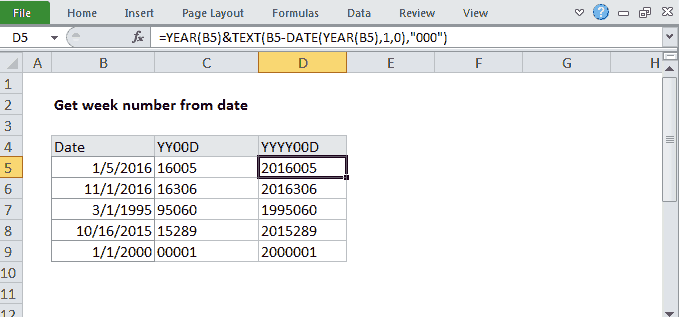 File Insert Page Layout Formulas Data Review View
D5 fx =YEAR(B5)&TEXT(B5-DATE(YEAR(B5),1,0),"000")
A B C D E F G H
1
2 Get week number from date
3
4 Date YY00D YYYY00D
5 1/5/2016 16005 2016005
6 11/1/2016 16306 2016306
7 3/1/1995 95060 1995060
8 10/16/2015 15289 2015289
9 1/1/2000 00001 2000001
10
11
12